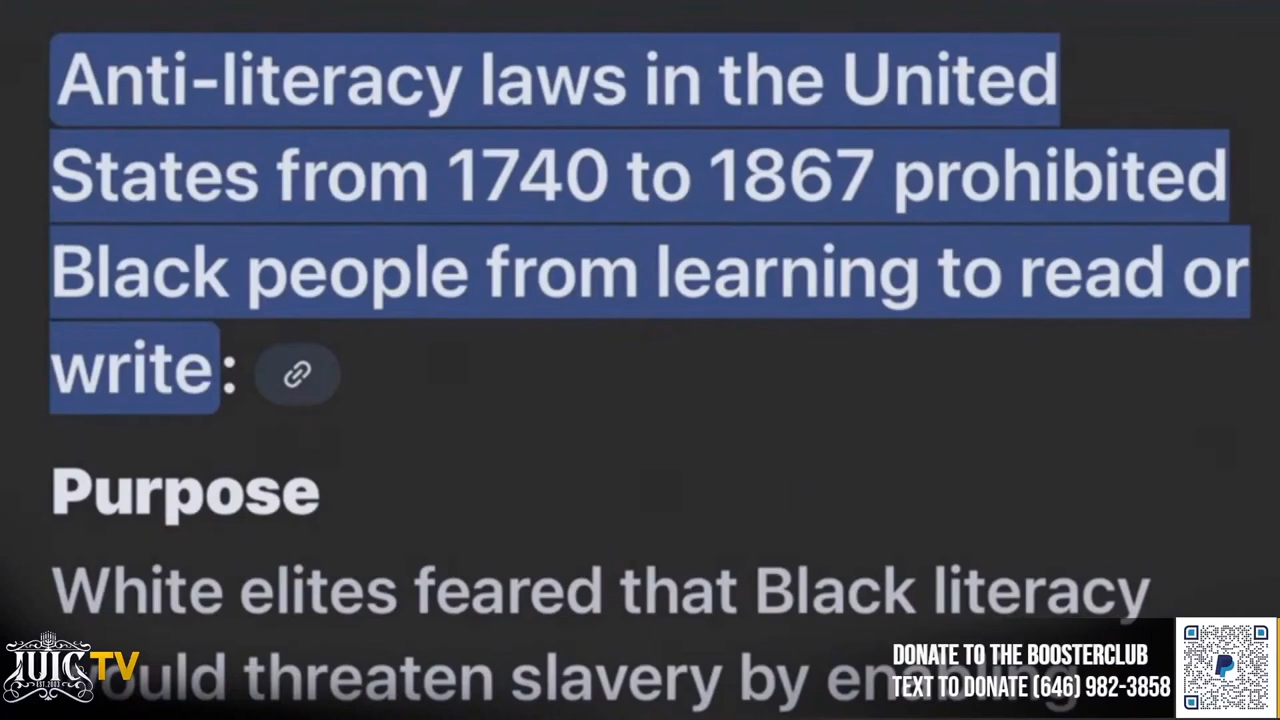 Anti-literacy laws in the United
States from 1740 to 1867 prohibited
Black people from learning to read or
write:
Purpose
White elites feared that Black literacy
threaten slavery by enabling
IUIC TV
DONATE TO THE BOOSTERCLUB
TEXT TO DONATE (646) 982-3858